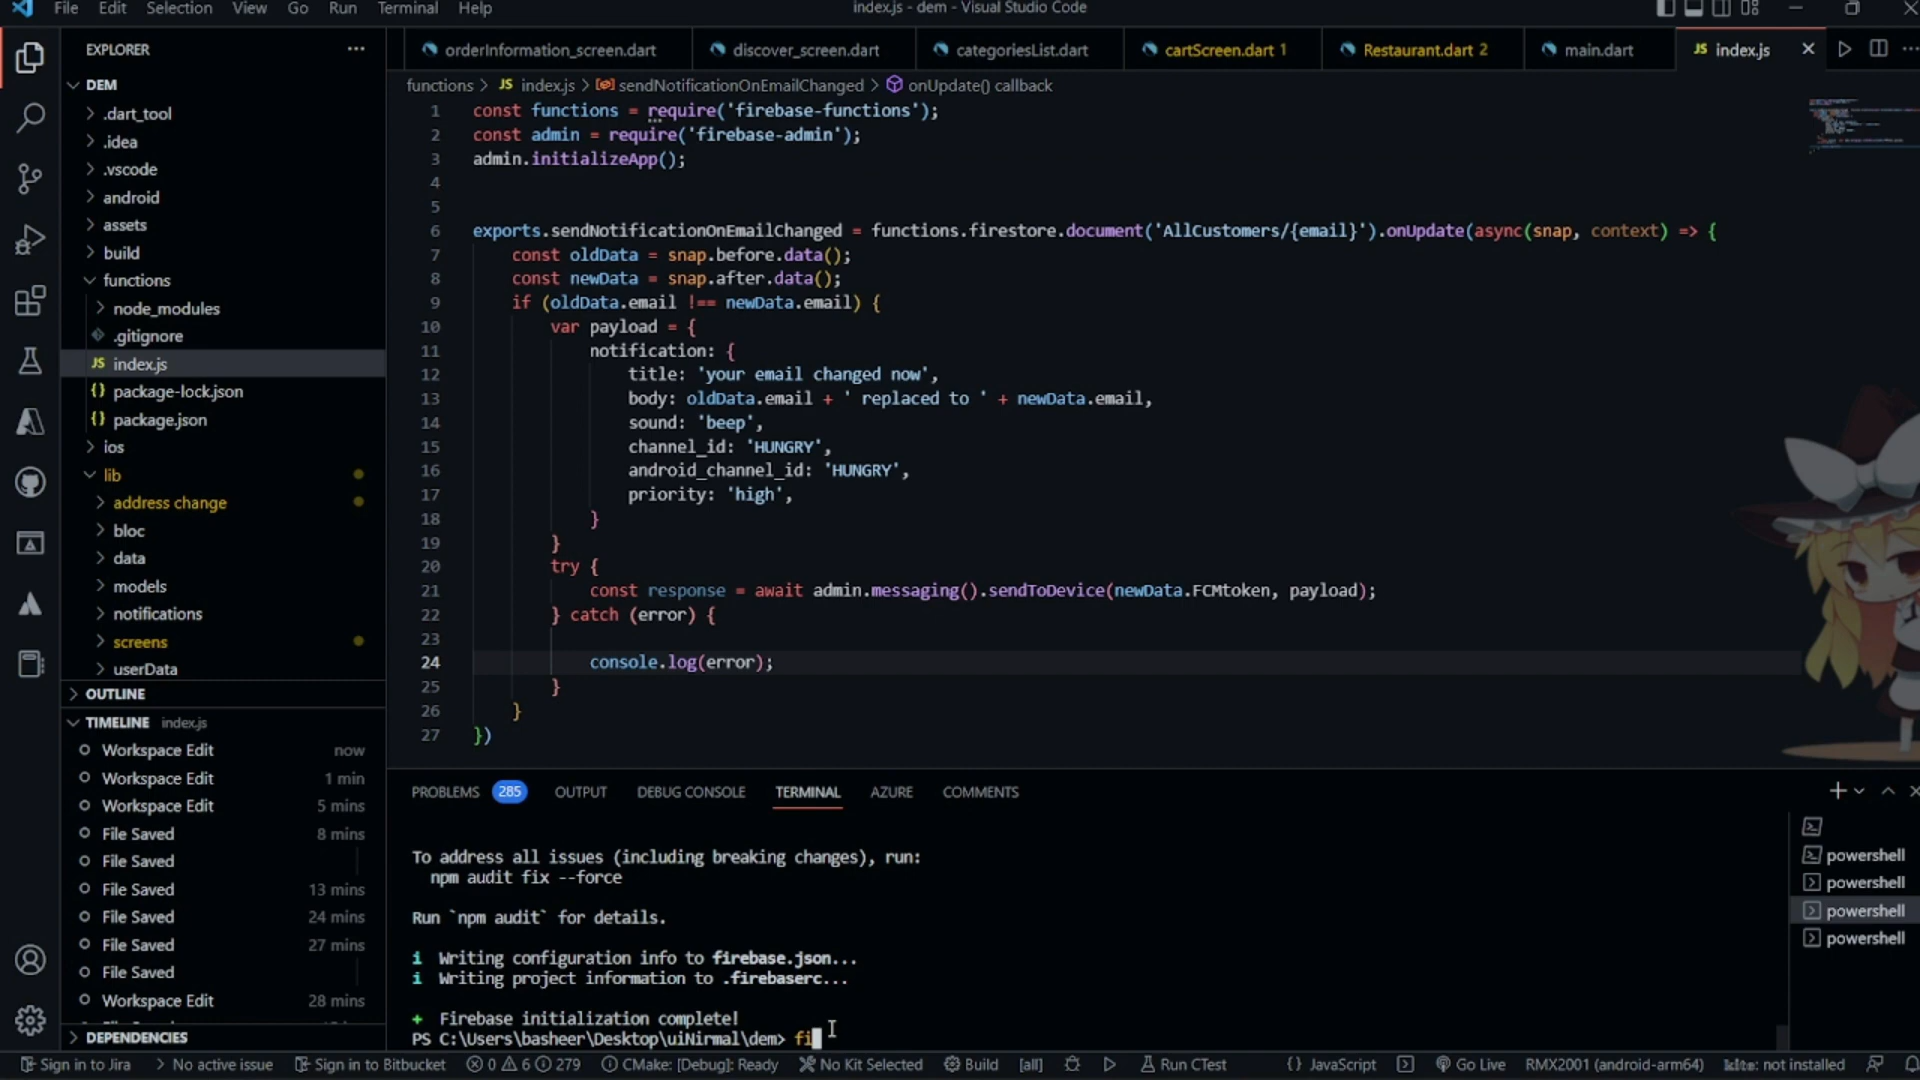 File Edit Selection View Go Run Terminal Help
index.js - dem - Visual Studio Code
EXPLORER
DEM
.dart_tool
.idea
.vscode
android
assets
build
functions
node_modules
.gitignore
index.js
package-lock.json
package.json
ios
lib
address change
bloc
data
models
notifications
screens
userData
OUTLINE
TIMELINE index.js
Workspace Edit now
Workspace Edit 1 min
Workspace Edit 5 mins
File Saved 8 mins
File Saved
File Saved 13 mins
File Saved 24 mins
File Saved 27 mins
File Saved
Workspace Edit 28 mins
DEPENDENCIES
orderInformation_screen.dart discover_screen.dart categoriesList.dart cartScreen.dart 1 Restaurant.dart 2 main.dart JS index.js
functions > JS index.js > sendNotificationOnEmailChanged > onUpdate() callback
1 const functions = require('firebase-functions');
2 const admin = require('firebase-admin');
3 admin.initializeApp();
4
5
6 exports.sendNotificationOnEmailChanged = functions.firestore.document('AllCustomers/{email}').onUpdate(async(snap, context) => {
7 const oldData = snap.before.data();
8 const newData = snap.after.data();
9 if (oldData.email !== newData.email) {
10 var payload = {
11 notification: {
12 title: 'your email changed now',
13 body: oldData.email + ' replaced to ' + newData.email,
14 sound: 'beep',
15 channel_id: 'HUNGRY',
16 android_channel_id: 'HUNGRY',
17 priority: 'high',
18 }
19 }
20 try {
21 const response = await admin.messaging().sendToDevice(newData.FCMtoken, payload);
22 } catch (error) {
23
24 console.log(error);
25 }
26 }
27 })
PROBLEMS 285 OUTPUT DEBUG CONSOLE TERMINAL AZURE COMMENTS
To address all issues (including breaking changes), run:
npm audit fix --force
Run `npm audit` for details.
i Writing configuration info to firebase.json...
i Writing project information to .firebaserc...
+ Firebase initialization complete!
PS C:\Users\basheer\Desktop\uiNirmal\dem> fi
powershell
powershell
powershell
powershell
Sign in to Jira No active issue Sign in to Bitbucket 0 6 279 CMake: [Debug]: Ready No Kit Selected Build [all] Run CTest JavaScript Go Live RMX2001 (android-arm64) not installed